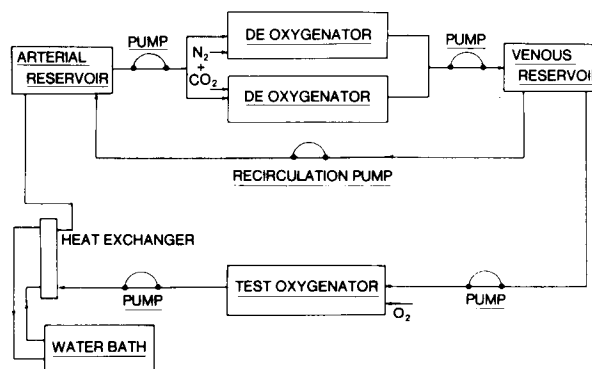 PUMP
DE OXYGENATOR
PUMP
ARTERIAL
RESERVOIR
N₂
+
CO₂
VENOUS
RESERVOIR
DE OXYGENATOR
RECIRCULATION PUMP
HEAT EXCHANGER
PUMP
TEST OXYGENATOR
PUMP
O₂
WATER BATH